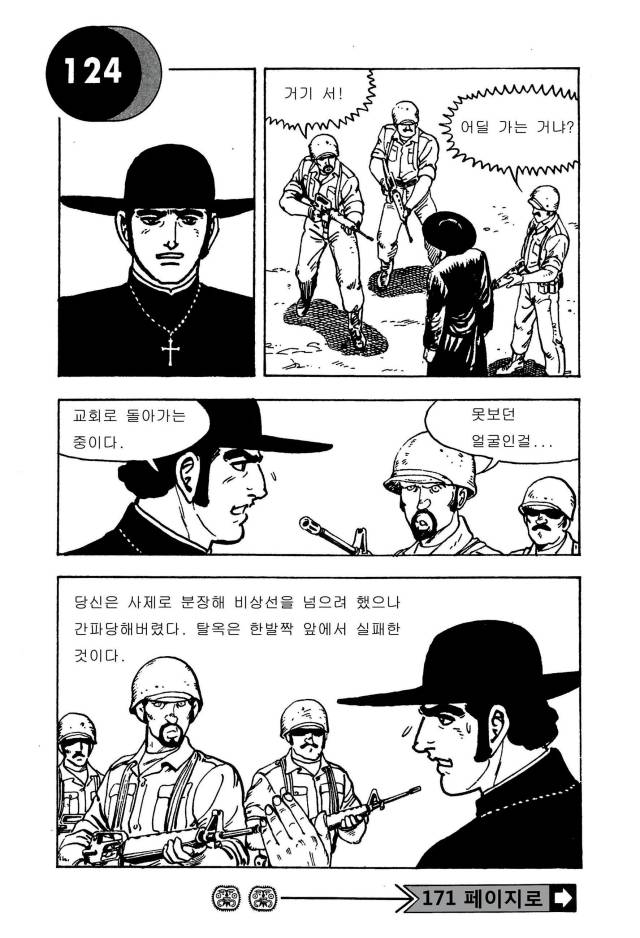 124
거기 서!
어딜 가는 거냐?
교회로 돌아가는
중이다.
못보던
얼굴인걸...
당신은 사제로 분장해 비상선을 넘으려 했으나
간파당해버렸다. 탈옥은 한발짝 앞에서 실패한
것이다.
171 페이지로